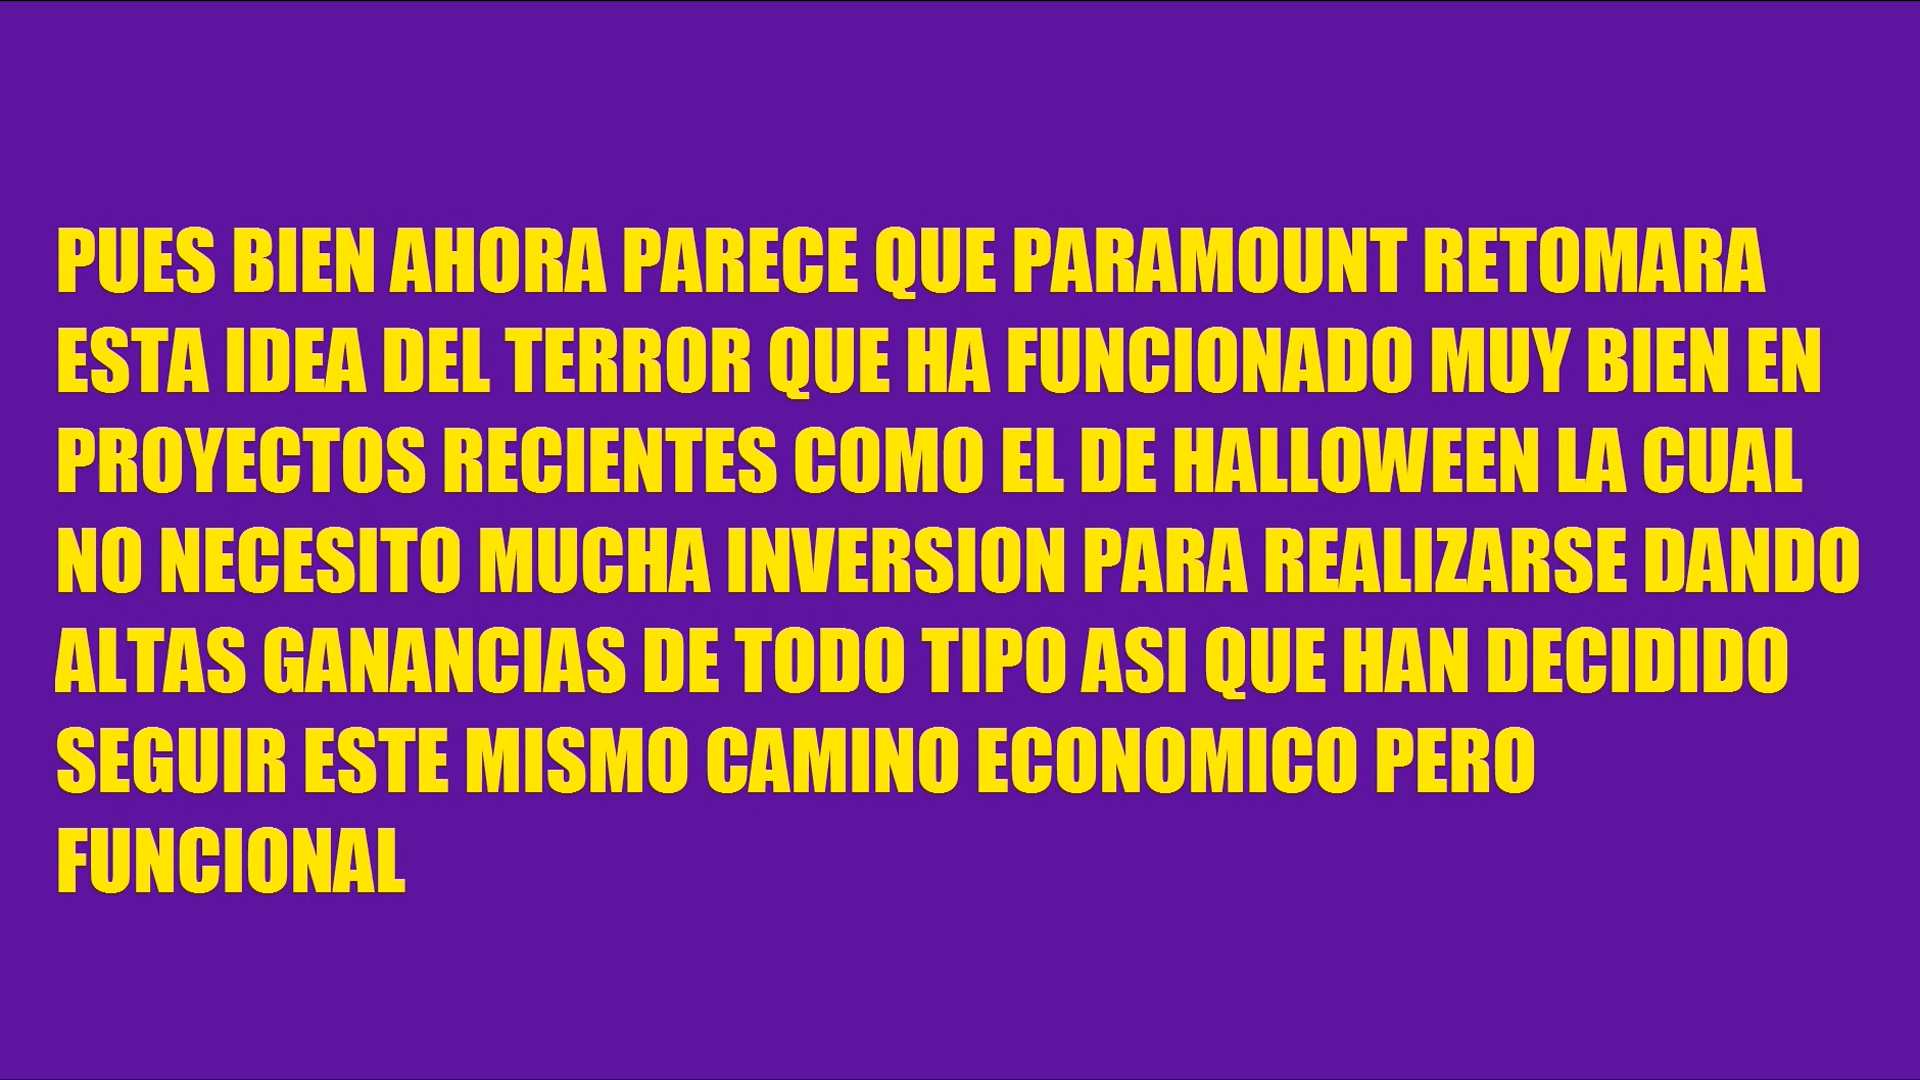 PUES BIEN AHORA PARECE QUE PARAMOUNT RETOMARA
ESTA IDEA DEL TERROR QUE HA FUNCIONADO MUY BIEN EN
PROYECTOS RECIENTES COMO EL DE HALLOWEEN LA CUAL
NO NECESITO MUCHA INVERSION PARA REALIZARSE DANDO
ALTAS GANANCIAS DE TODO TIPO ASI QUE HAN DECIDIDO
SEGUIR ESTE MISMO CAMINO ECONOMICO PERO
FUNCIONAL